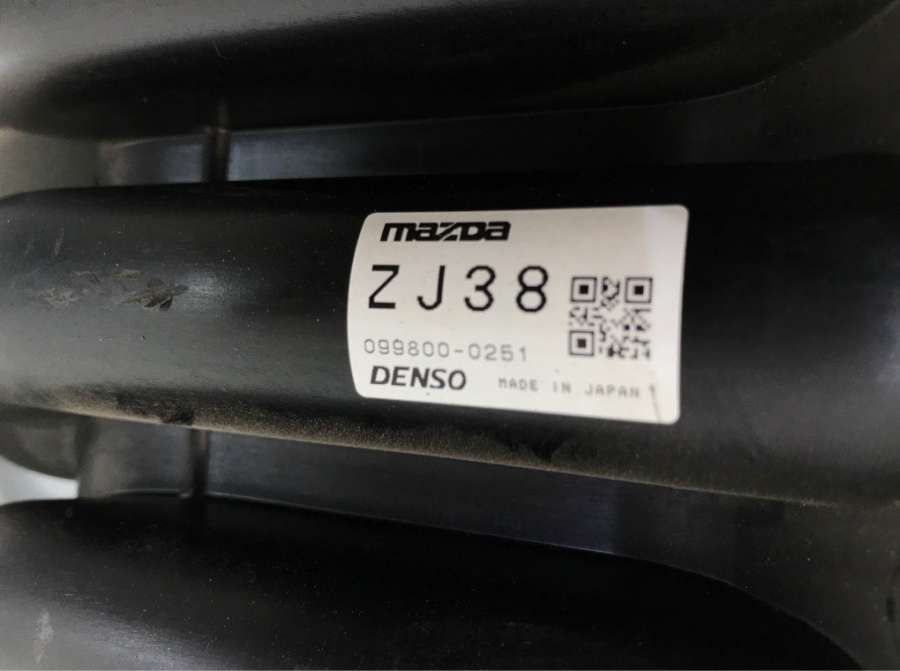 mazda
ZJ38
099800-0251
DENSO MADE IN JAPAN